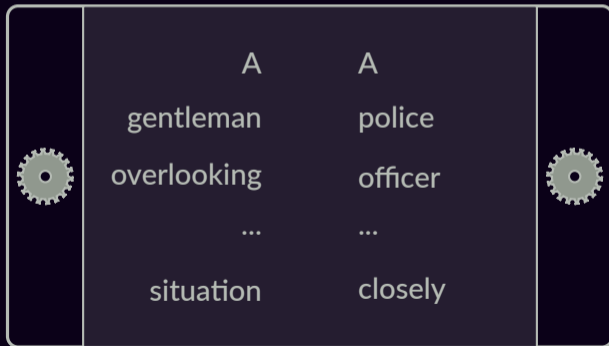 A A
gentleman police
overlooking officer
... ...
situation closely